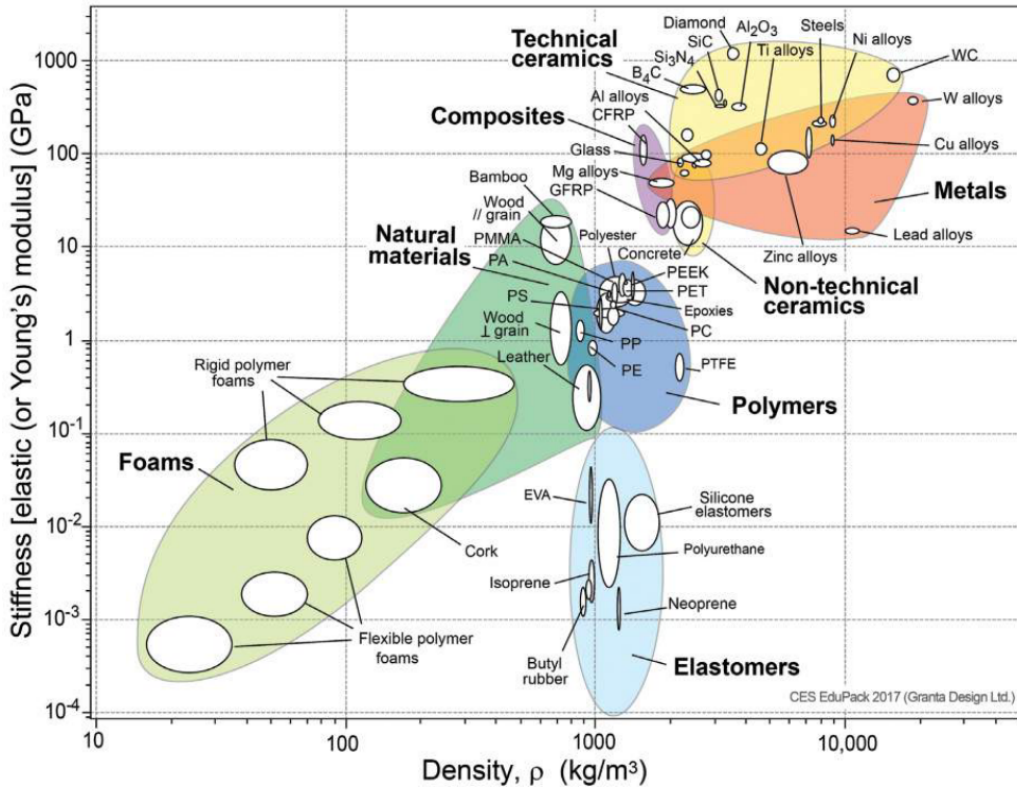 Stiffness [elastic (or Young's) modulus] (GPa)
1000
100
10
1
10⁻¹
10⁻²
10⁻³
10⁻⁴
Technical
ceramics
Diamond
SiC
Si₃N₄
B₄C
Al₂O₃
Ti alloys
Steels
Ni alloys
WC
W alloys
Cu alloys
Metals
Lead alloys
Zinc alloys
Composites
Al alloys
CFRP
Glass
Mg alloys
GFRP
Bamboo
Wood
// grain
Natural
materials
PMMA
PA
PS
Polyester
Concrete
PEEK
PET
Epoxies
PC
Non-technical
ceramics
Wood
⊥ grain
Leather
PP
PE
PTFE
Polymers
Rigid polymer
foams
Foams
Cork
Flexible polymer
foams
EVA
Silicone
elastomers
Polyurethane
Isoprene
Neoprene
Butyl
rubber
Elastomers
CES EduPack 2017 (Granta Design Ltd.)
10
100
1000
10,000
Density, ρ (kg/m³)